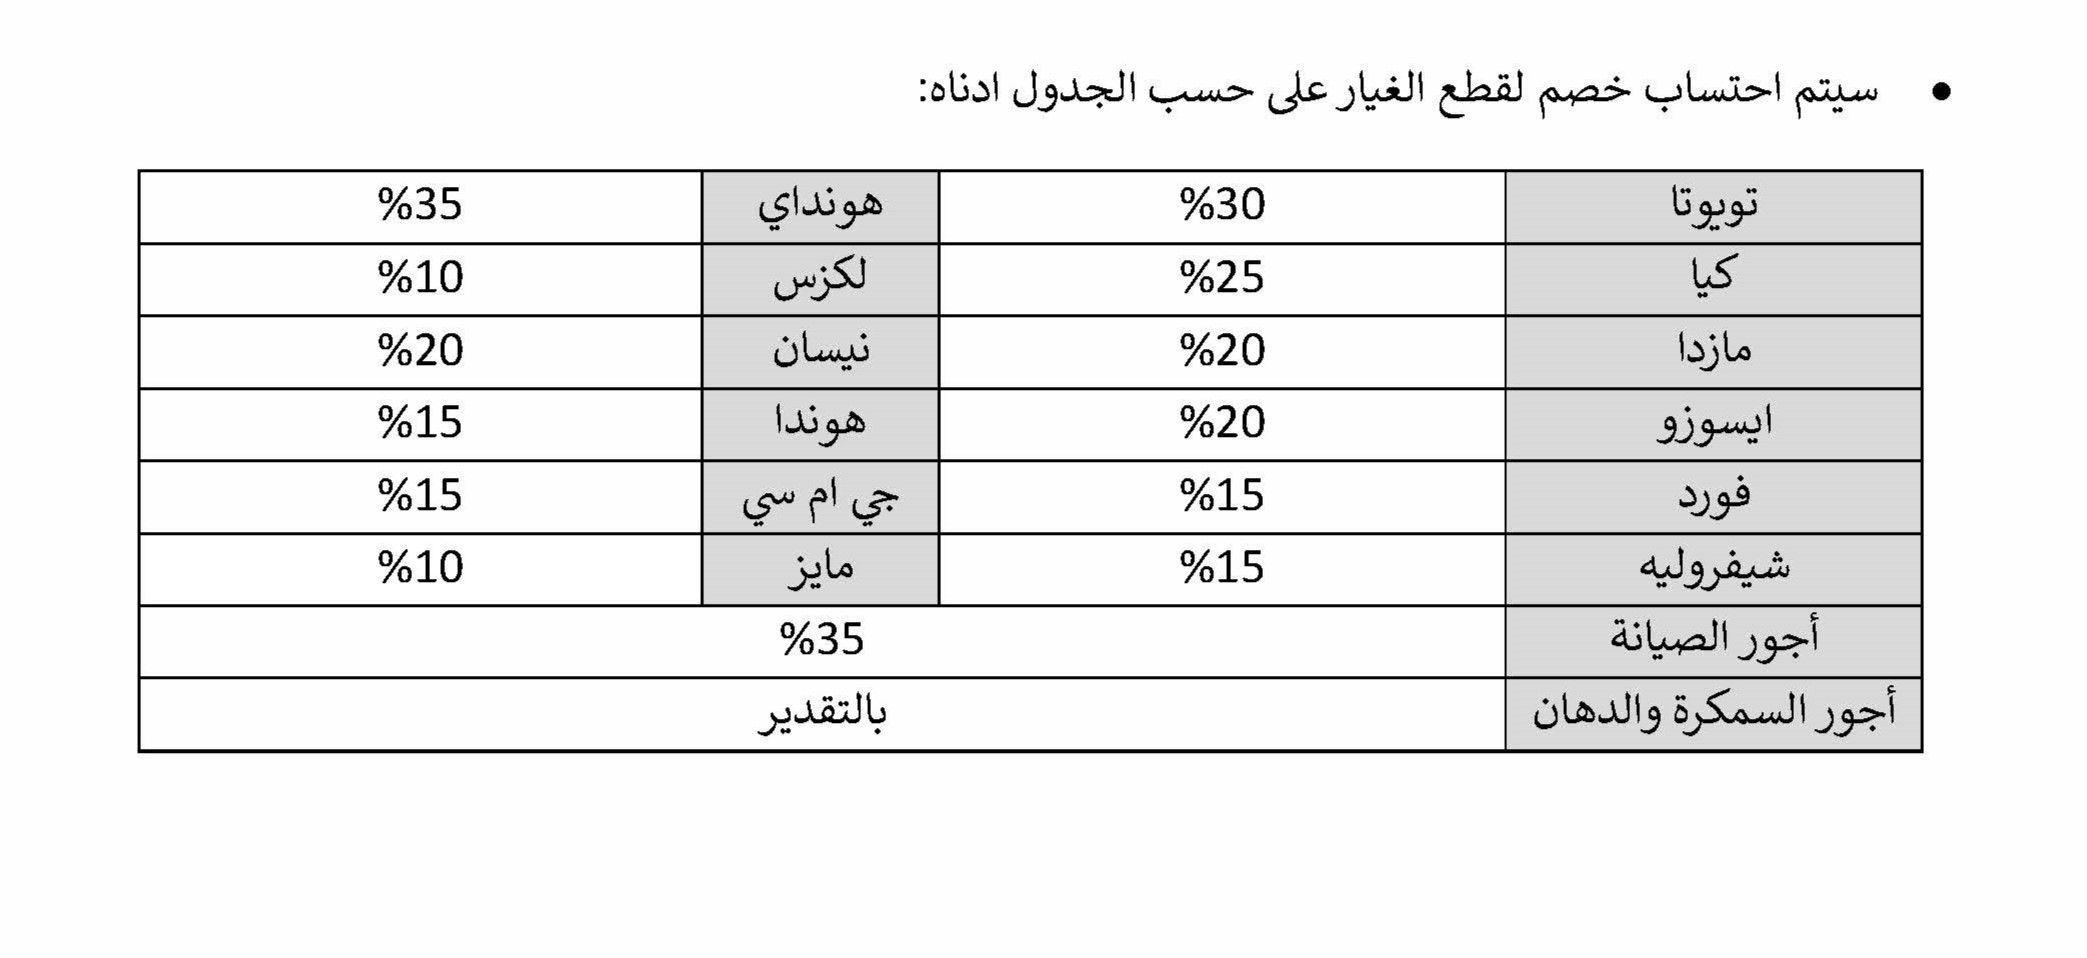 • سيتم احتساب خصم لقطع الغيار على حسب الجدول ادناه:
تويوتا %30 هونداي %35
كيا %25 لكزس %10
مازدا %20 نيسان %20
ايسوزو %20 هوندا %15
فورد %15 جي ام سي %15
شيفروليه %15 مايز %10
أجور الصيانة %35
أجور السمكرة والدهان بالتقدير